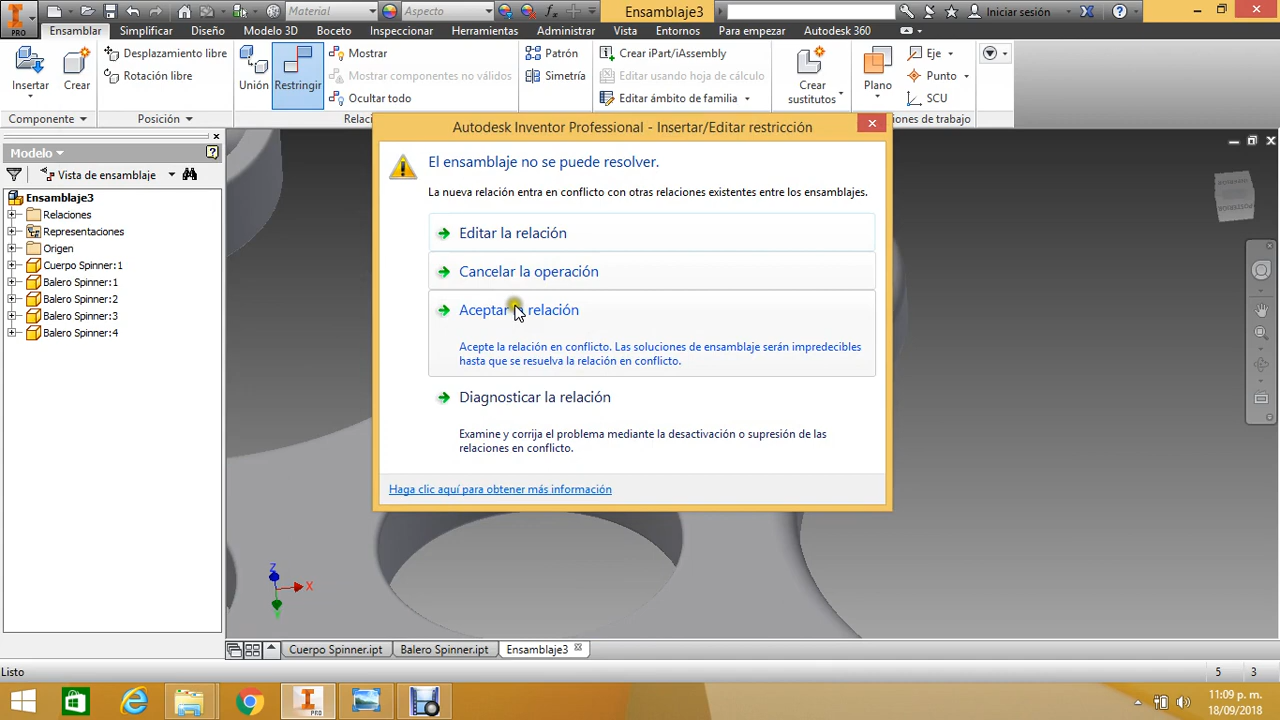 PRO
Material
Aspecto
fx
Ensamblaje3
Iniciar sesión
Ensamblar Simplificar Diseño Modelo 3D Boceto Inspeccionar Herramientas Administrar Vista Entornos Para empezar Autodesk 360
Insertar
Crear
Componente
Desplazamiento libre
Rotación libre
Posición
Unión
Restringir
Mostrar
Mostrar componentes no válidos
Ocultar todo
Patrón
Simetría
Crear iPart/iAssembly
Editar usando hoja de cálculo
Editar ámbito de familia
Crear
sustitutos
Plano
Eje
Punto
SCU
Modelo
Vista de ensamblaje
Ensamblaje3
Relaciones
Representaciones
Origen
Cuerpo Spinner:1
Balero Spinner:1
Balero Spinner:2
Balero Spinner:3
Balero Spinner:4
Autodesk Inventor Professional - Insertar/Editar restricción
El ensamblaje no se puede resolver.
La nueva relación entra en conflicto con otras relaciones existentes entre los ensamblajes.
Editar la relación
Cancelar la operación
Aceptar la relación
Acepte la relación en conflicto. Las soluciones de ensamblaje serán impredecibles
hasta que se resuelva la relación en conflicto.
Diagnosticar la relación
Examine y corrija el problema mediante la desactivación o supresión de las
relaciones en conflicto.
Haga clic aquí para obtener más información
Z
X
Cuerpo Spinner.ipt Balero Spinner.ipt Ensamblaje3
Listo
5 3
PRO
11:09 p. m.
18/09/2018